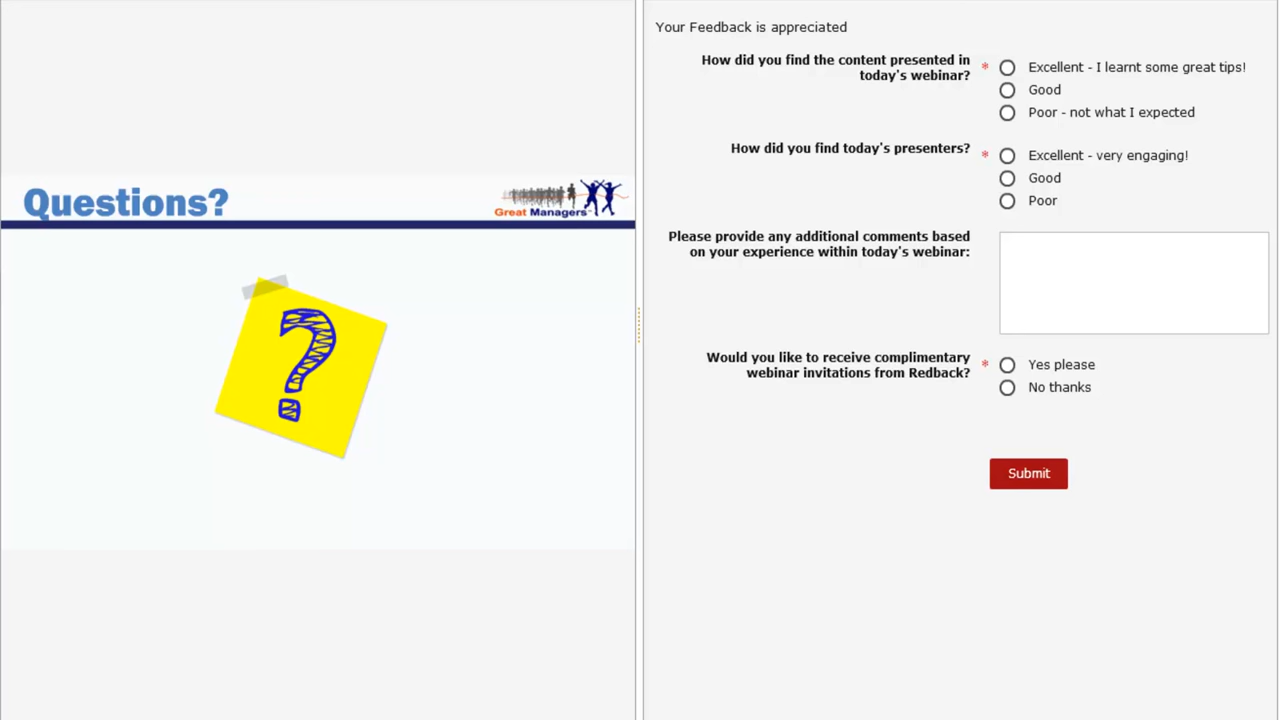 Questions?
Great Managers
?
Your Feedback is appreciated
How did you find the content presented in
today's webinar?
*
Excellent - I learnt some great tips!
Good
Poor - not what I expected
How did you find today's presenters?
*
Excellent - very engaging!
Good
Poor
Please provide any additional comments based
on your experience within today's webinar:
Would you like to receive complimentary
webinar invitations from Redback?
*
Yes please
No thanks
Submit